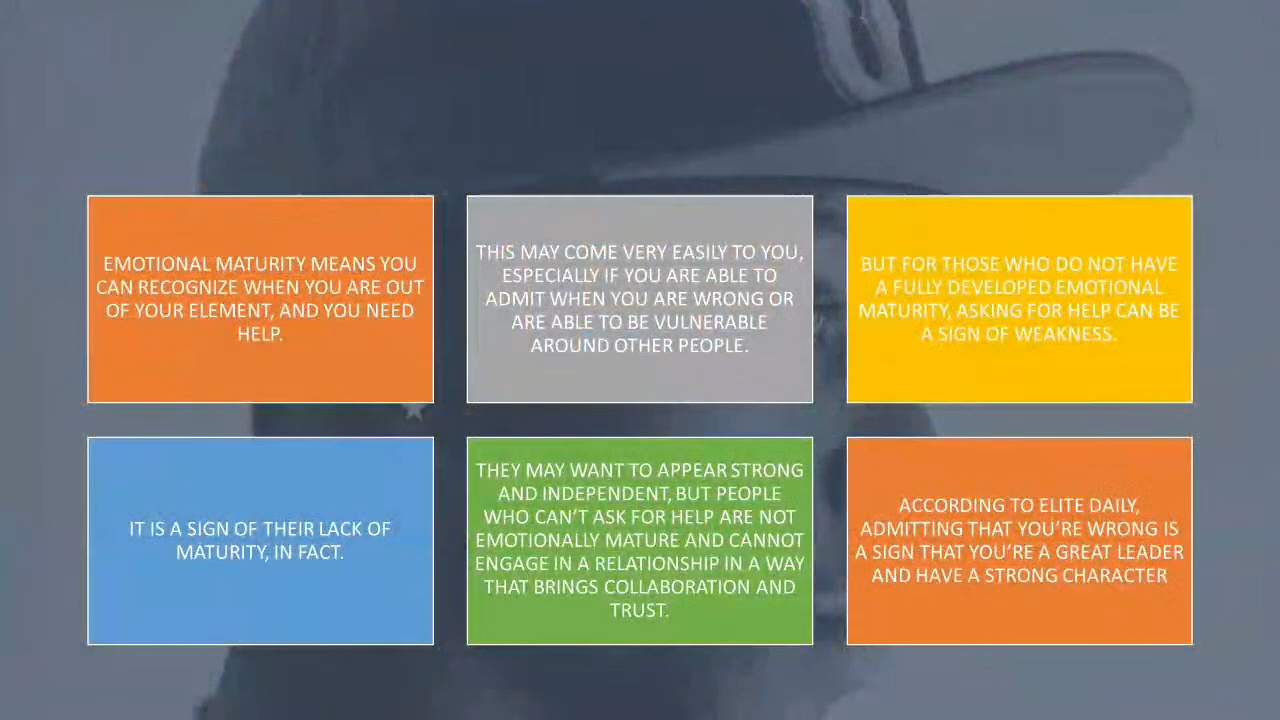 EMOTIONAL MATURITY MEANS YOU
CAN RECOGNIZE WHEN YOU ARE OUT
OF YOUR ELEMENT, AND YOU NEED
HELP.
THIS MAY COME VERY EASILY TO YOU,
ESPECIALLY IF YOU ARE ABLE TO
ADMIT WHEN YOU ARE WRONG OR
ARE ABLE TO BE VULNERABLE
AROUND OTHER PEOPLE.
BUT FOR THOSE WHO DO NOT HAVE
A FULLY DEVELOPED EMOTIONAL
MATURITY, ASKING FOR HELP CAN BE
A SIGN OF WEAKNESS.
IT IS A SIGN OF THEIR LACK OF
MATURITY, IN FACT.
THEY MAY WANT TO APPEAR STRONG
AND INDEPENDENT, BUT PEOPLE
WHO CAN’T ASK FOR HELP ARE NOT
EMOTIONALLY MATURE AND CANNOT
ENGAGE IN A RELATIONSHIP IN A WAY
THAT BRINGS COLLABORATION AND
TRUST.
ACCORDING TO ELITE DAILY,
ADMITTING THAT YOU’RE WRONG IS
A SIGN THAT YOU’RE A GREAT LEADER
AND HAVE A STRONG CHARACTER